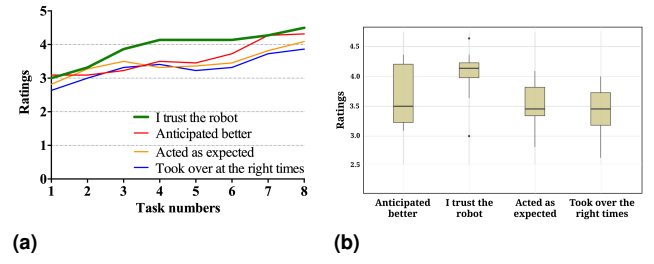 5
4
3
2
1
0
Ratings
I trust the robot
Anticipated better
Acted as expected
Took over at the right times
1 2 3 4 5 6 7 8
Task numbers
(a)
4.5
4.0
3.5
3.0
2.5
Ratings
Anticipated better
I trust the robot
Acted as expected
Took over the right times
(b)